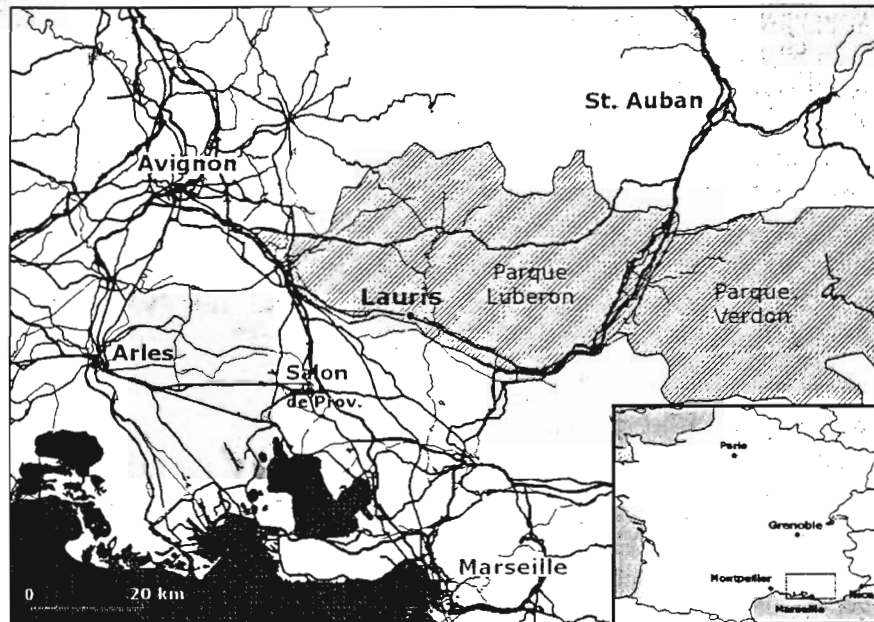 St. Auban
Avignon
Parque
Luberon
Parque
Verdon
Lauris
Arles
Salon
de Prov.
Paris
Grenoble
Montpellier
Marseille
Marseille
0 20 km